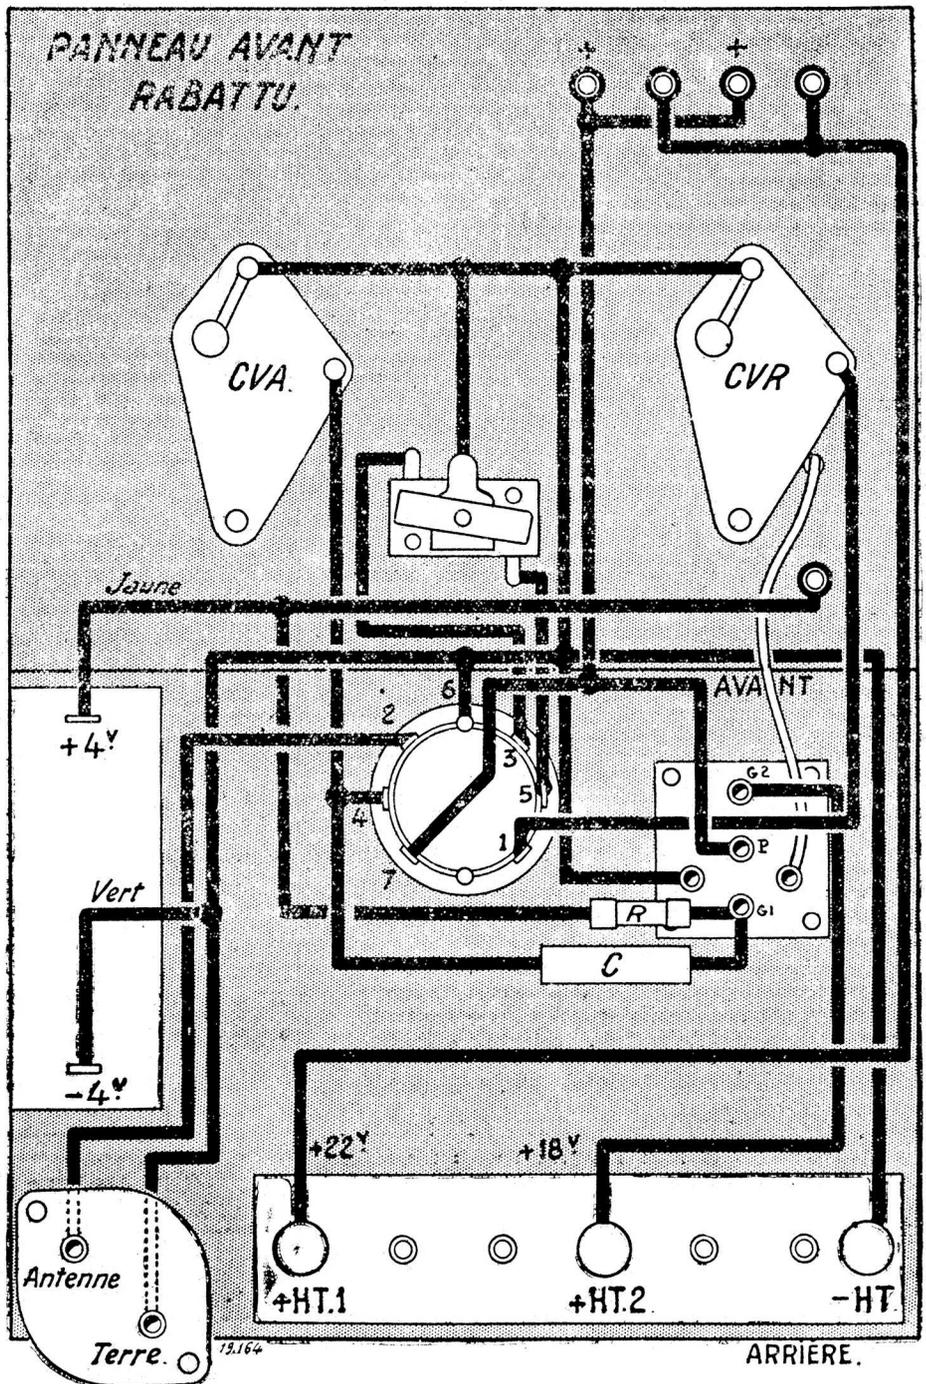 PANNEAU AVANT
RABATTU.
+ +
CVA.
CVR
Jaune
AVANT
+4V
6
2
3
5
4
1
7
G2
P
G1
Vert
R
C
-4V
+22V
+18V
Antenne
Terre.
+HT.1
+HT.2
-HT
19.164
ARRIÈRE.